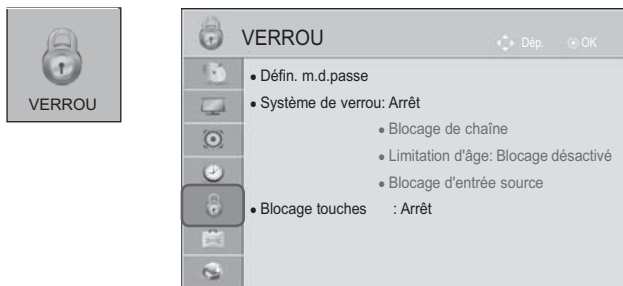 VERROU
VERROU
Dép. OK
• Défin. m.d.passe
• Système de verrou: Arrêt
• Blocage de chaîne
• Limitation d'âge: Blocage désactivé
• Blocage d'entrée source
• Blocage touches : Arrêt